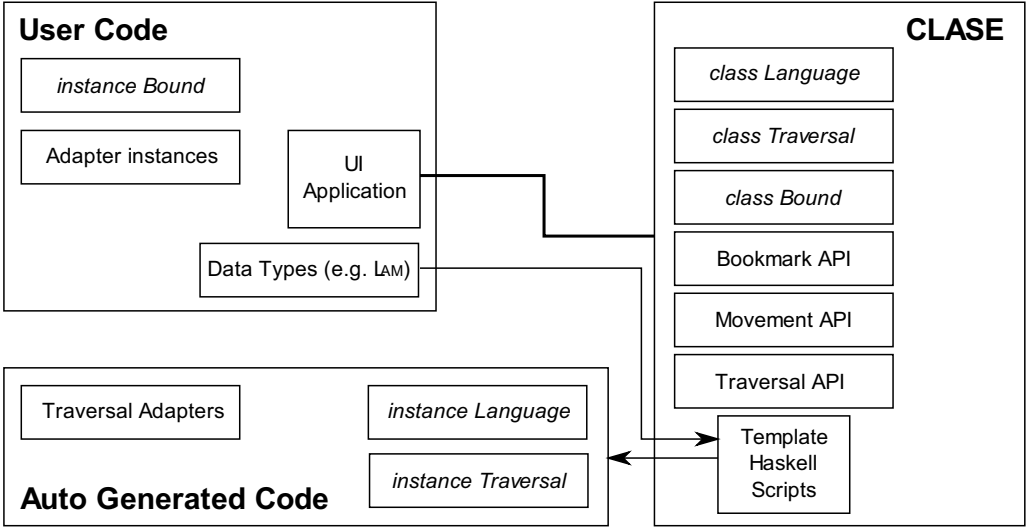 User Code
instance Bound
Adapter instances
UI
Application
Data Types (e.g. LAM)
CLASE
class Language
class Traversal
class Bound
Bookmark API
Movement API
Traversal API
Template
Haskell
Scripts
Traversal Adapters
instance Language
instance Traversal
Auto Generated Code